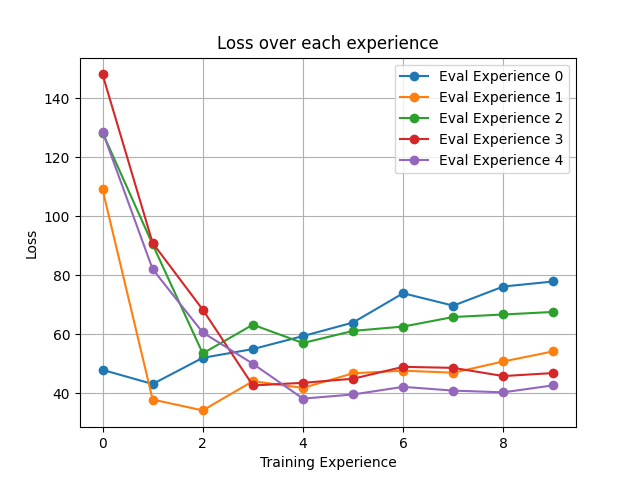 Loss over each experience
Loss
140
120
100
80
60
40
Eval Experience 0
Eval Experience 1
Eval Experience 2
Eval Experience 3
Eval Experience 4
0 2 4 6 8
Training Experience